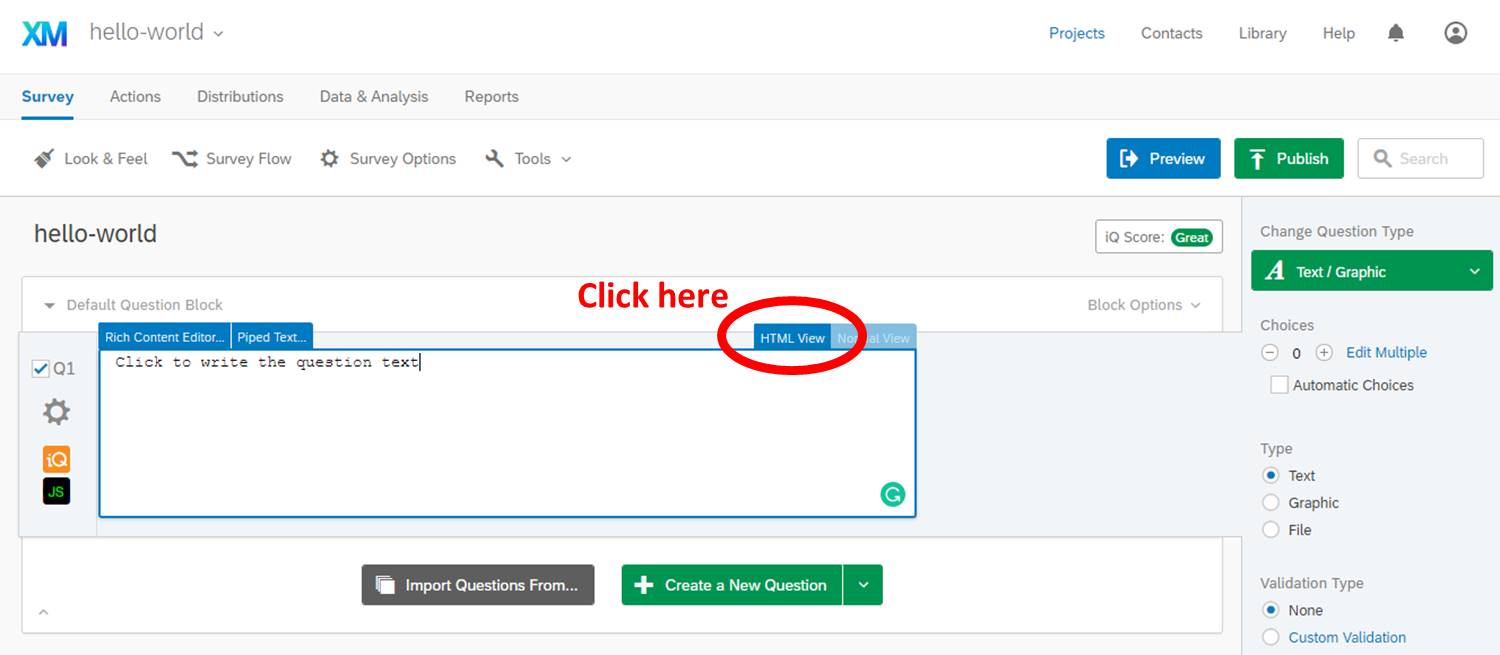 XM hello-world Projects Contacts Library Help
Survey Actions Distributions Data & Analysis Reports
Look & Feel Survey Flow Survey Options Tools Preview Publish Search
hello-world
iQ Score: Great
Change Question Type
A Text / Graphic
Click here
Default Question Block Block Options
Rich Content Editor... Piped Text... HTML View Normal View
Click to write the question text
Q1
iQ
JS
Choices
0 Edit Multiple
Automatic Choices
Type
Text
Graphic
File
Import Questions From... Create a New Question
Validation Type
None
Custom Validation